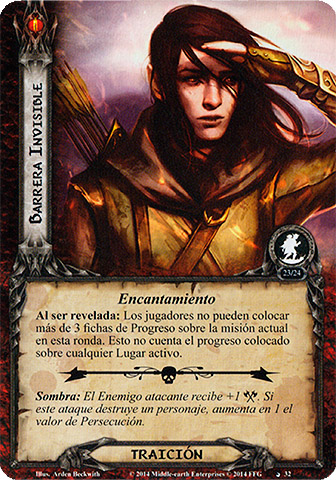 BARRERA INVISIBLE
23/24
Encantamiento
Al ser revelada: Los jugadores no pueden colocar
más de 3 fichas de Progreso sobre la misión actual
en esta ronda. Esto no cuenta el progreso colocado
sobre cualquier Lugar activo.
Sombra: El Enemigo atacante recibe +1 . Si
este ataque destruye un personaje, aumenta en 1 el
valor de Persecución.
TRAICIÓN
Illus. Arden Beckwith
© 2014 Middle-earth Enterprises © 2014 FFG
32